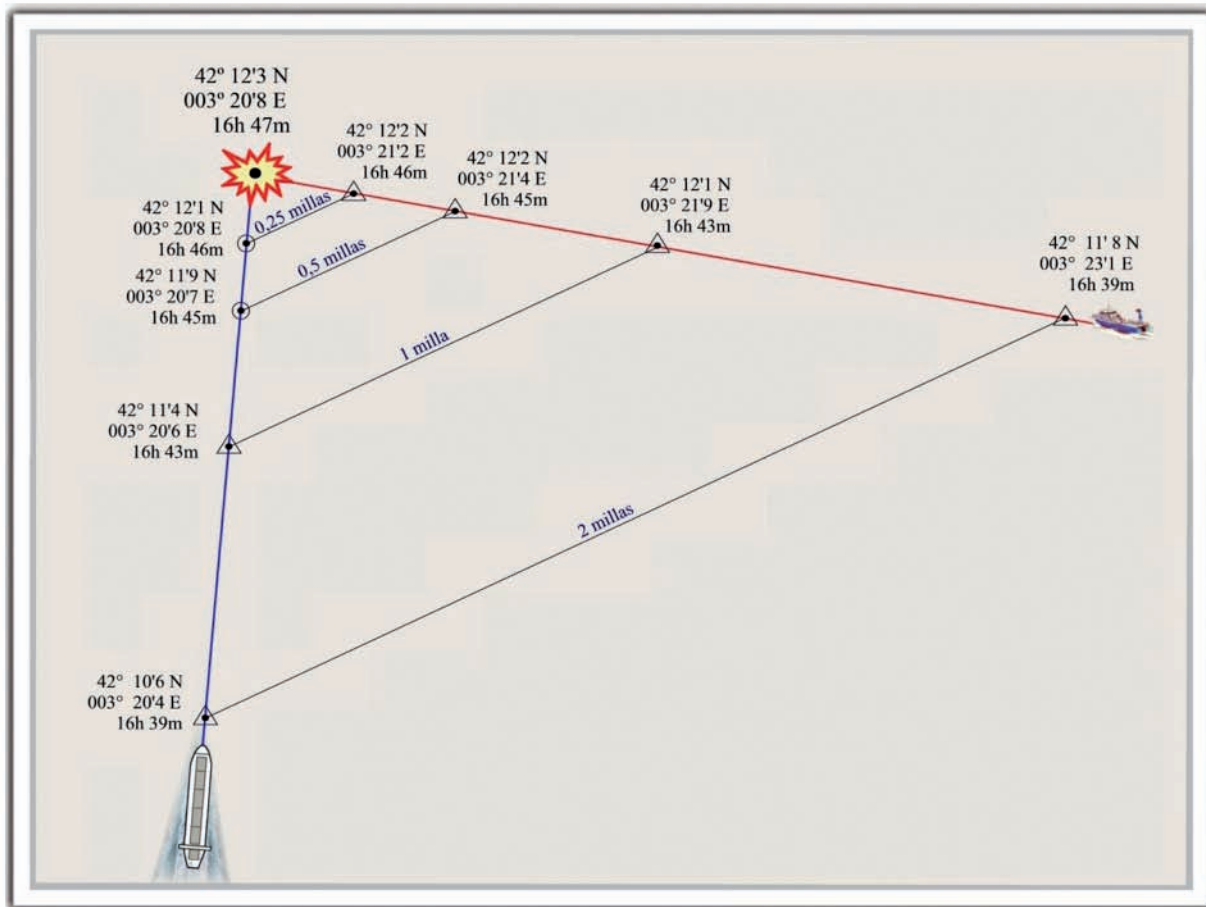 42º 12'3 N
003º 20'8 E
16h 47m
42° 12'2 N
003° 21'2 E
16h 46m
42° 12'2 N
003° 21'4 E
16h 45m
42° 12'1 N
003° 21'9 E
16h 43m
42° 11' 8 N
003° 23'1 E
16h 39m
42° 12'1 N
003° 20'8 E
16h 46m
0,25 millas
42° 11'9 N
003° 20'7 E
16h 45m
0,5 millas
1 milla
42° 11'4 N
003° 20'6 E
16h 43m
2 millas
42° 10'6 N
003° 20'4 E
16h 39m